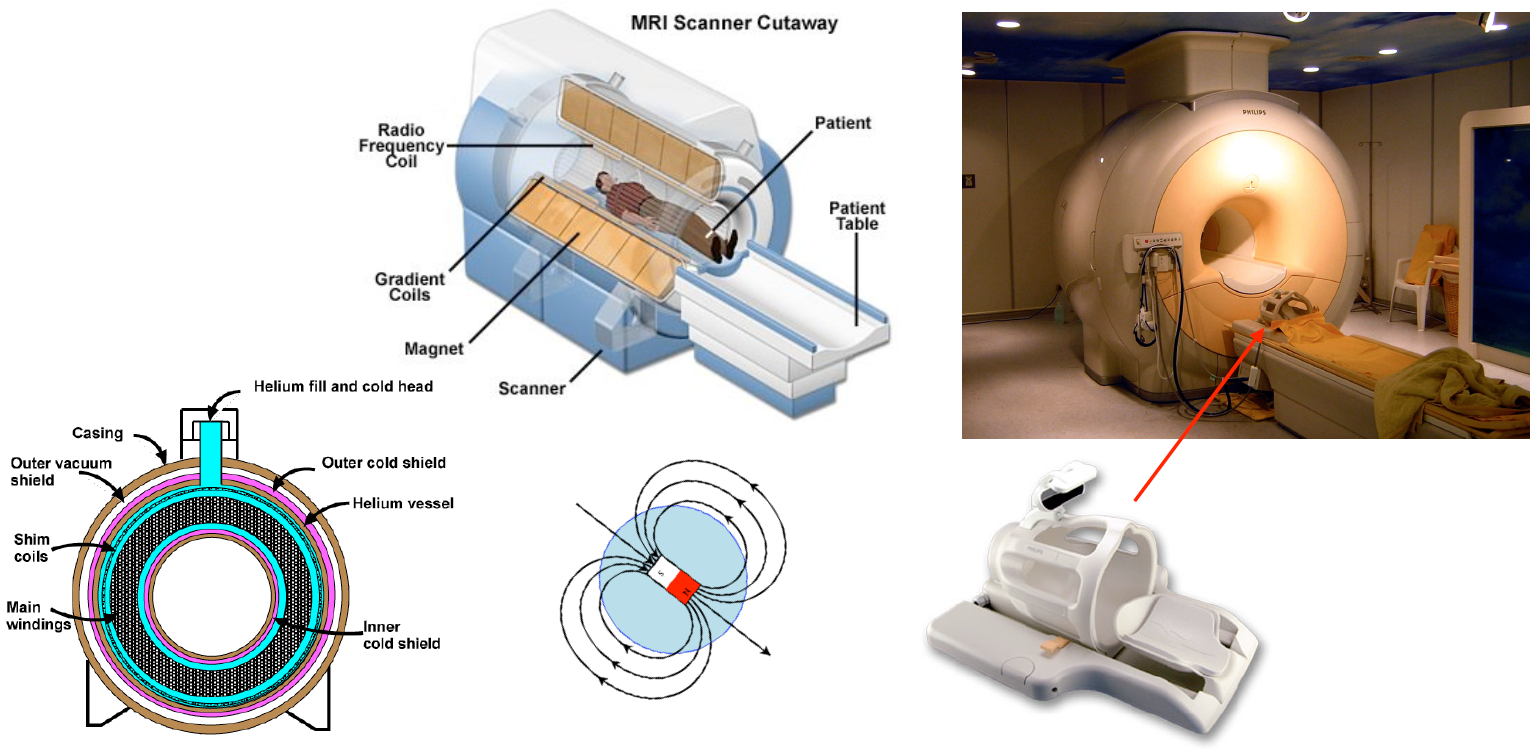 MRI Scanner Cutaway
Radio
Frequency
Coil
Patient
Patient
Table
Gradient
Coils
Magnet
Scanner
PHILIPS
Helium fill and cold head
Casing
Outer vacuum
shield
Outer cold shield
Helium vessel
Shim
coils
Main
windings
Inner
cold shield
S
N
PHILIPS